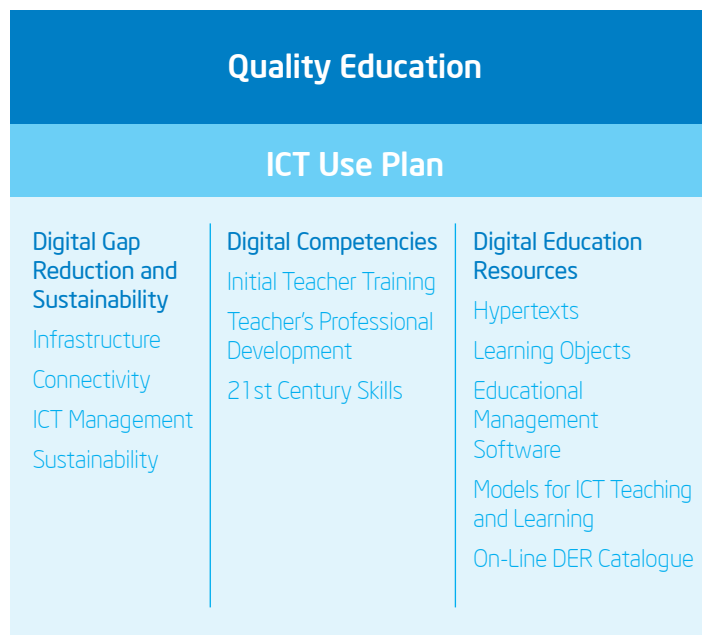 Quality Education
ICT Use Plan
Digital Gap
Reduction and
Sustainability
Infrastructure
Connectivity
ICT Management
Sustainability
Digital Competencies
Initial Teacher Training
Teacher's Professional
Development
21st Century Skills
Digital Education
Resources
Hypertexts
Learning Objects
Educational
Management
Software
Models for ICT Teaching
and Learning
On-Line DER Catalogue